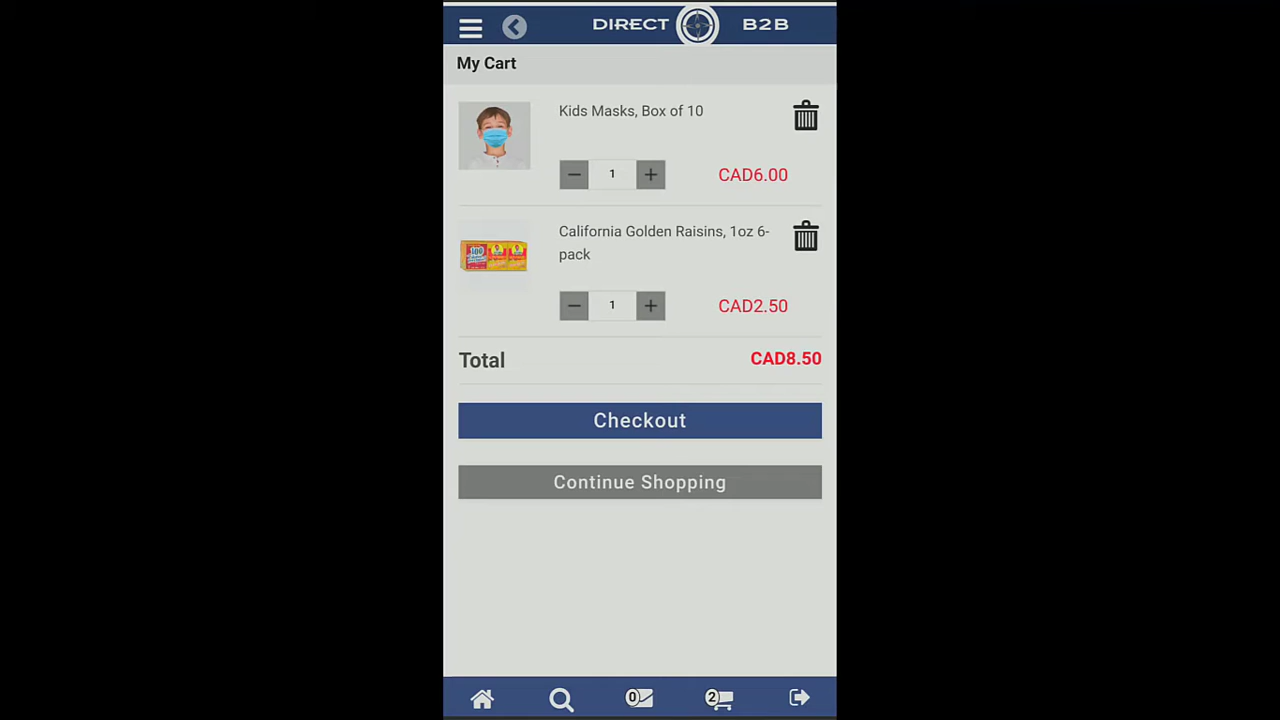 DIRECT B2B
My Cart
Kids Masks, Box of 10
1
CAD6.00
California Golden Raisins, 1oz 6-
pack
1
CAD2.50
Total
CAD8.50
Checkout
Continue Shopping
0
2